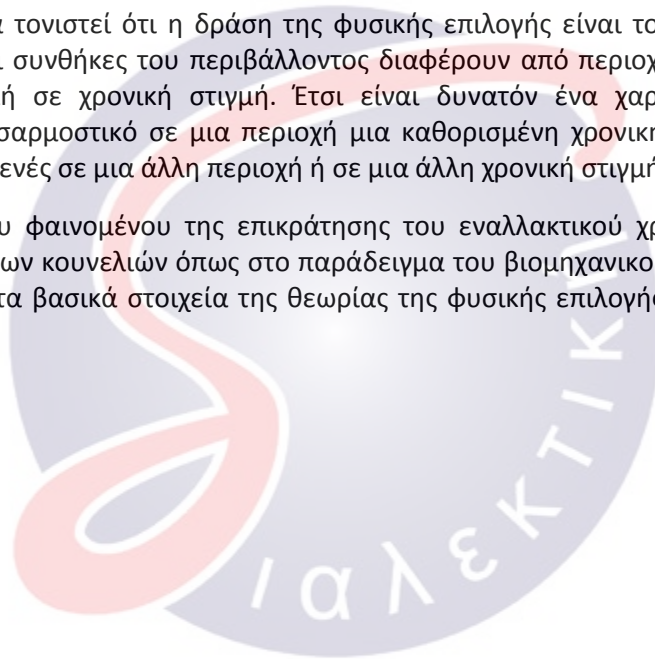 τονιστεί ότι η δράση της φυσικής επιλογής είναι το
συνθήκες του περιβάλλοντος διαφέρουν από περιοχ
ή σε χρονική στιγμή. Έτσι είναι δυνατόν ένα χαρ
σαρμοστικό σε μια περιοχή μια καθορισμένη χρονικ
ενές σε μια άλλη περιοχή ή σε μια άλλη χρονική στιγμή
υ φαινομένου της επικράτησης του εναλλακτικού χρ
ων κουνελιών όπως στο παράδειγμα του βιομηχανικο
τα βασικά στοιχεία της θεωρίας της φυσικής επιλογής
ιαλεκτικη